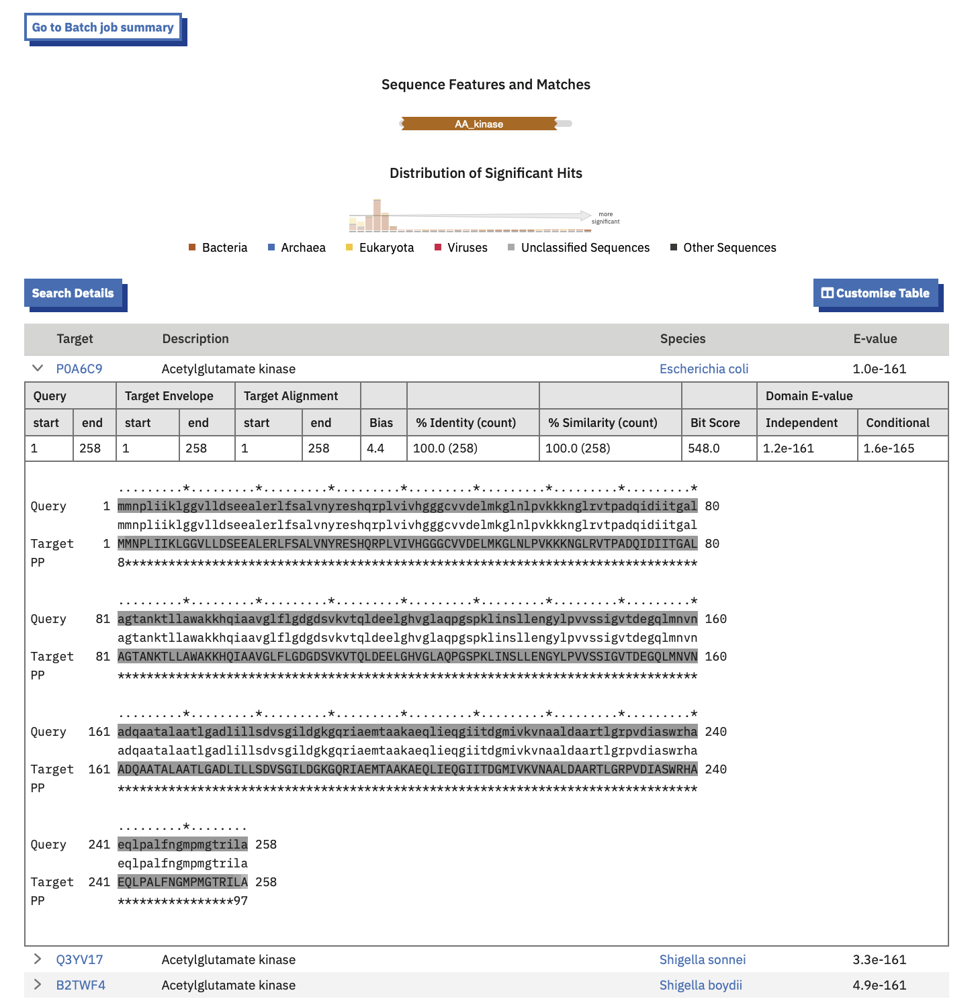 Go to Batch job summary
Sequence Features and Matches
AA_kinase
Distribution of Significant Hits
more
significant
Bacteria Archaea Eukaryota Viruses Unclassified Sequences Other Sequences
Search Details Customise Table
Target Description Species E-value
P0A6C9 Acetylglutamate kinase Escherichia coli 1.0e-161
Query Target Envelope Target Alignment Domain E-value
start end start end start end Bias % Identity (count) % Similarity (count) Bit Score Independent Conditional
1 258 1 258 1 258 4.4 100.0 (258) 100.0 (258) 548.0 1.2e-161 1.6e-165
.........*.........*.........*.........*.........*.........*.........*.........*
Query 1 mmnpliiklggvlldseealerlfsalvnyreshqrplvivhgggcvvdelmkglnlpvkkknglrvtpadqidiitgal 80
mmnpliiklggvlldseealerlfsalvnyreshqrplvivhgggcvvdelmkglnlpvkkknglrvtpadqidiitgal
Target 1 MMNPLIIKLGGVLLDSEEALERLFSALVNYRESHQRPLVIVHGGGCVVDELMKGLNLPVKKKNGLRVTPADQIDIITGAL 80
PP 8*******************************************************************************
.........*.........*.........*.........*.........*.........*.........*.........*
Query 81 agtanktllawakkhqiaavglflgdgdsvkvtqldeelghvglaqpgspklinsllengylpvvssigvtdegqlmnvn 160
agtanktllawakkhqiaavglflgdgdsvkvtqldeelghvglaqpgspklinsllengylpvvssigvtdegqlmnvn
Target 81 AGTANKTLLAWAKKHQIAAVGLFLGDGDSVKVTQLDEELGHVGLAQPGSPKLINSLLENGYLPVVSSIGVTDEGQLMNVN 160
PP ********************************************************************************
.........*.........*.........*.........*.........*.........*.........*.........*
Query 161 adqaatalaatlgadlillsdvsgildgkgqriaemtaakaeqlieqgiitdgmivkvnaaldaartlgrpvdiaswrha 240
adqaatalaatlgadlillsdvsgildgkgqriaemtaakaeqlieqgiitdgmivkvnaaldaartlgrpvdiaswrha
Target 161 ADQAATALAATLGADLILLSDVSGILDGKGQRIAEMTAAKAEQLIEQGIITDGMIVKVNAALDAARTLGRPVDIASWRHA 240
PP ********************************************************************************
.........*........
Query 241 eqlpalfngmpmgtrila 258
eqlpalfngmpmgtrila
Target 241 EQLPALFNGMPMGTRILA 258
PP ****************97
Q3YV17 Acetylglutamate kinase Shigella sonnei 3.3e-161
B2TWF4 Acetylglutamate kinase Shigella boydii 4.9e-161